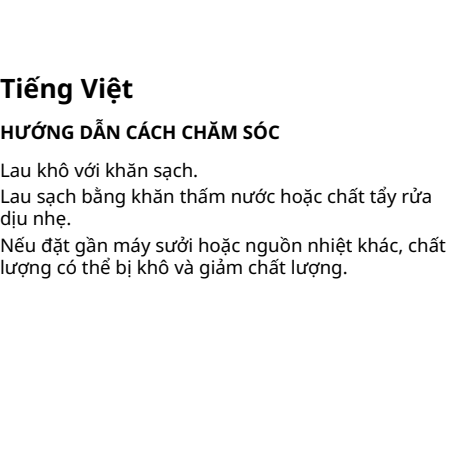 Tiếng Việt
HƯỚNG DẪN CÁCH CHĂM SÓC
Lau khô với khăn sạch.
Lau sạch bằng khăn thấm nước hoặc chất tẩy rửa
dịu nhẹ.
Nếu đặt gần máy sưởi hoặc nguồn nhiệt khác, chất
lượng có thể bị khô và giảm chất lượng.